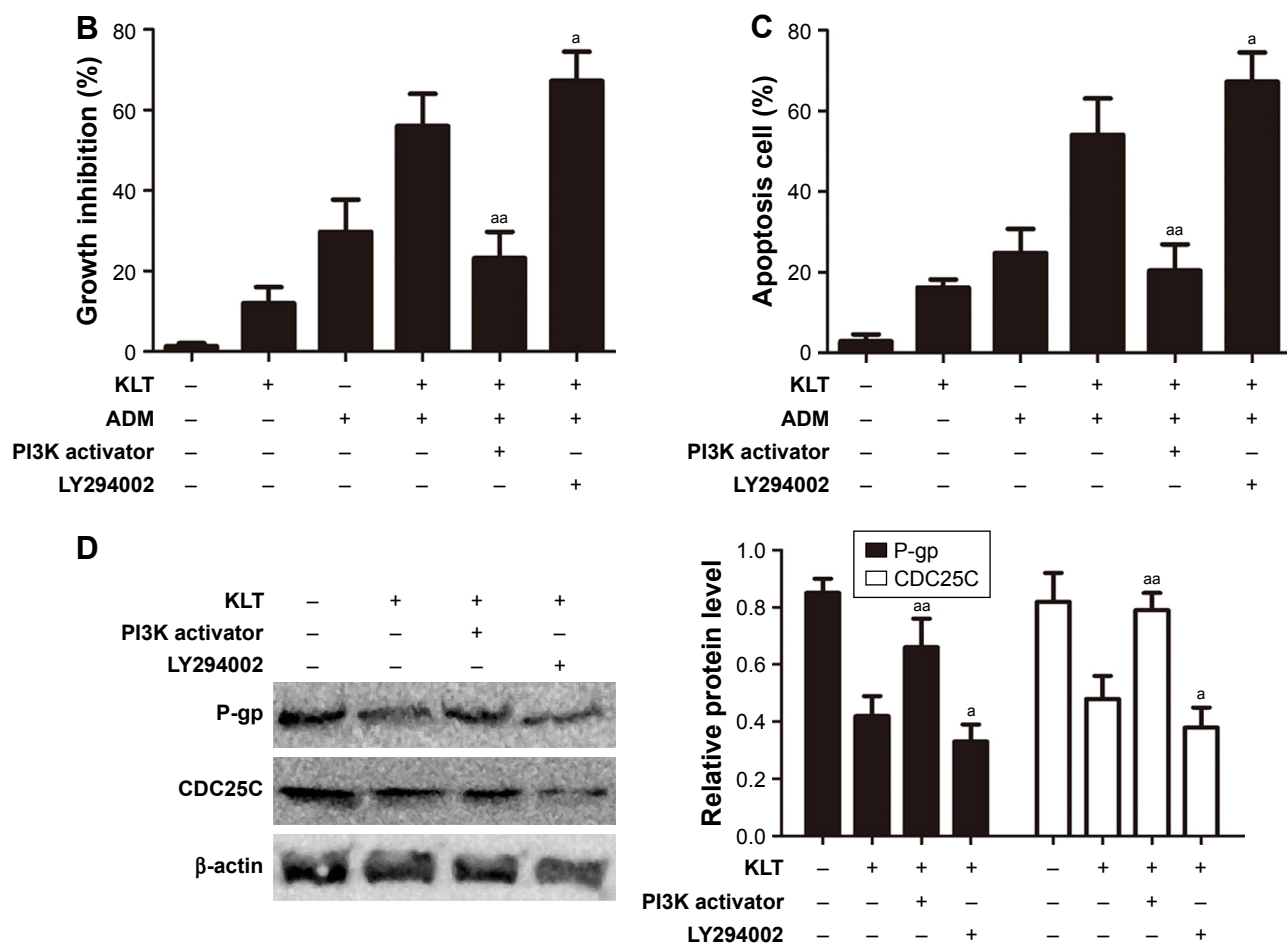 B
Growth inhibition (%)
80
60
40
20
0
aa
a
KLT – + – + + +
ADM – – + + + +
PI3K activator – – – – + –
LY294002 – – – – – +
C
Apoptosis cell (%)
80
60
40
20
0
aa
a
KLT – + – + + +
ADM – – + + + +
PI3K activator – – – – + –
LY294002 – – – – – +
D
KLT – + + +
PI3K activator – – + –
LY294002 – – – +
P-gp
CDC25C
β-actin
Relative protein level
1.0
0.8
0.6
0.4
0.2
0.0
P-gp
CDC25C
aa
a
aa
a
KLT – + + + – + + +
PI3K activator – – + – – – + –
LY294002 – – – + – – – +